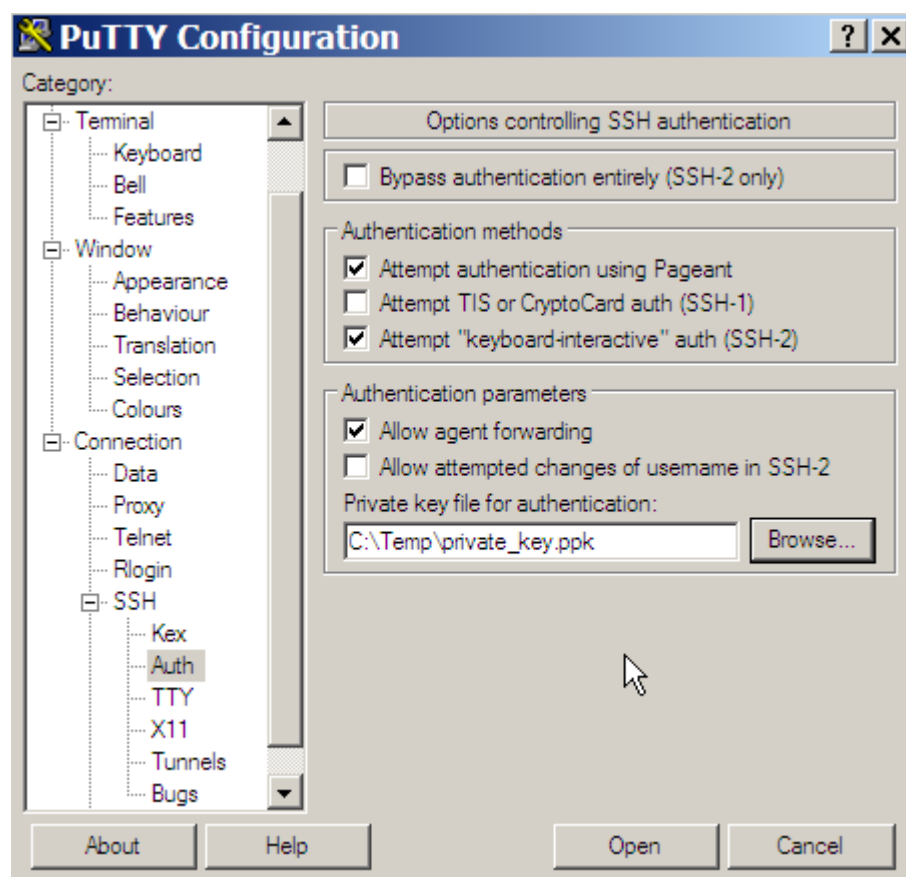 PuTTY Configuration
Category:
Terminal
Keyboard
Bell
Features
Window
Appearance
Behaviour
Translation
Selection
Colours
Connection
Data
Proxy
Telnet
Rlogin
SSH
Kex
Auth
TTY
X11
Tunnels
Bugs
Options controlling SSH authentication
Bypass authentication entirely (SSH-2 only)
Authentication methods
Attempt authentication using Pageant
Attempt TIS or CryptoCard auth (SSH-1)
Attempt "keyboard-interactive" auth (SSH-2)
Authentication parameters
Allow agent forwarding
Allow attempted changes of username in SSH-2
Private key file for authentication:
C:\Temp\private_key.ppk
Browse...
About
Help
Open
Cancel